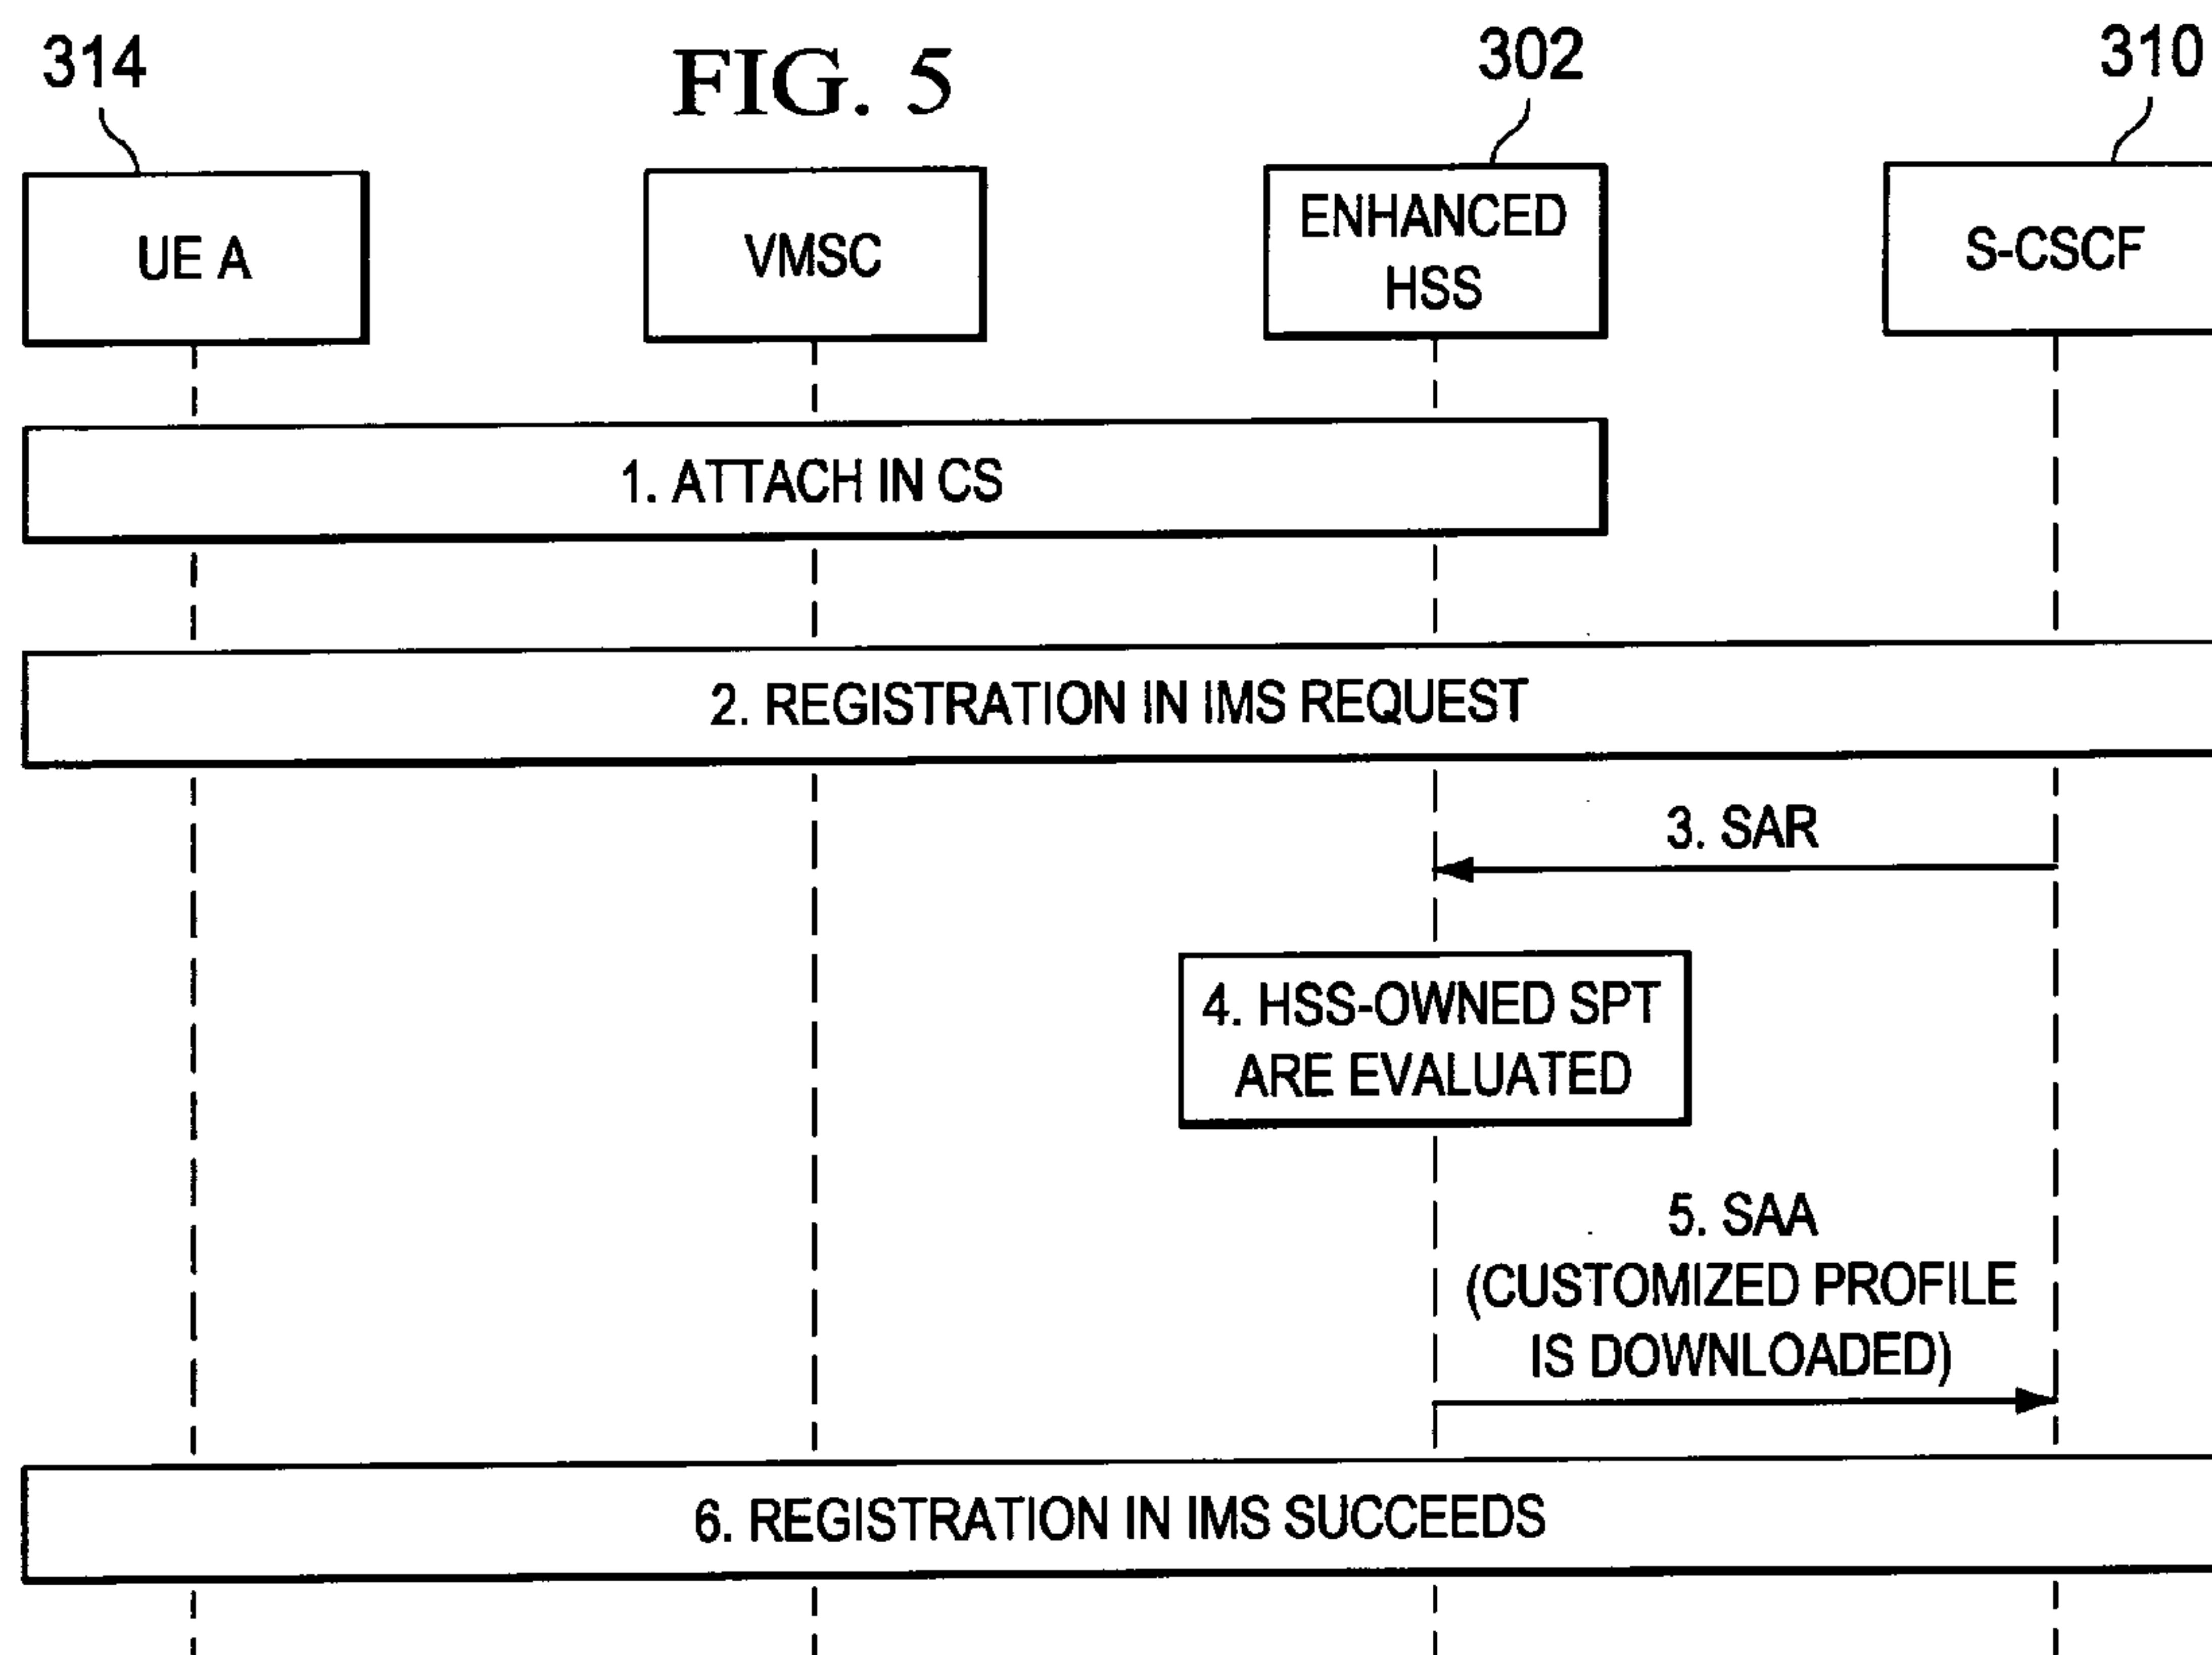 314
FIG. 5
302
310
UE A
VMSC
ENHANCED
HSS
S-CSCF
1. ATTACH IN CS
2. REGISTRATION IN IMS REQUEST
3. SAR
4. HSS-OWNED SPT
ARE EVALUATED
5. SAA
(CUSTOMIZED PROFILE
IS DOWNLOADED)
6. REGISTRATION IN IMS SUCCEEDS